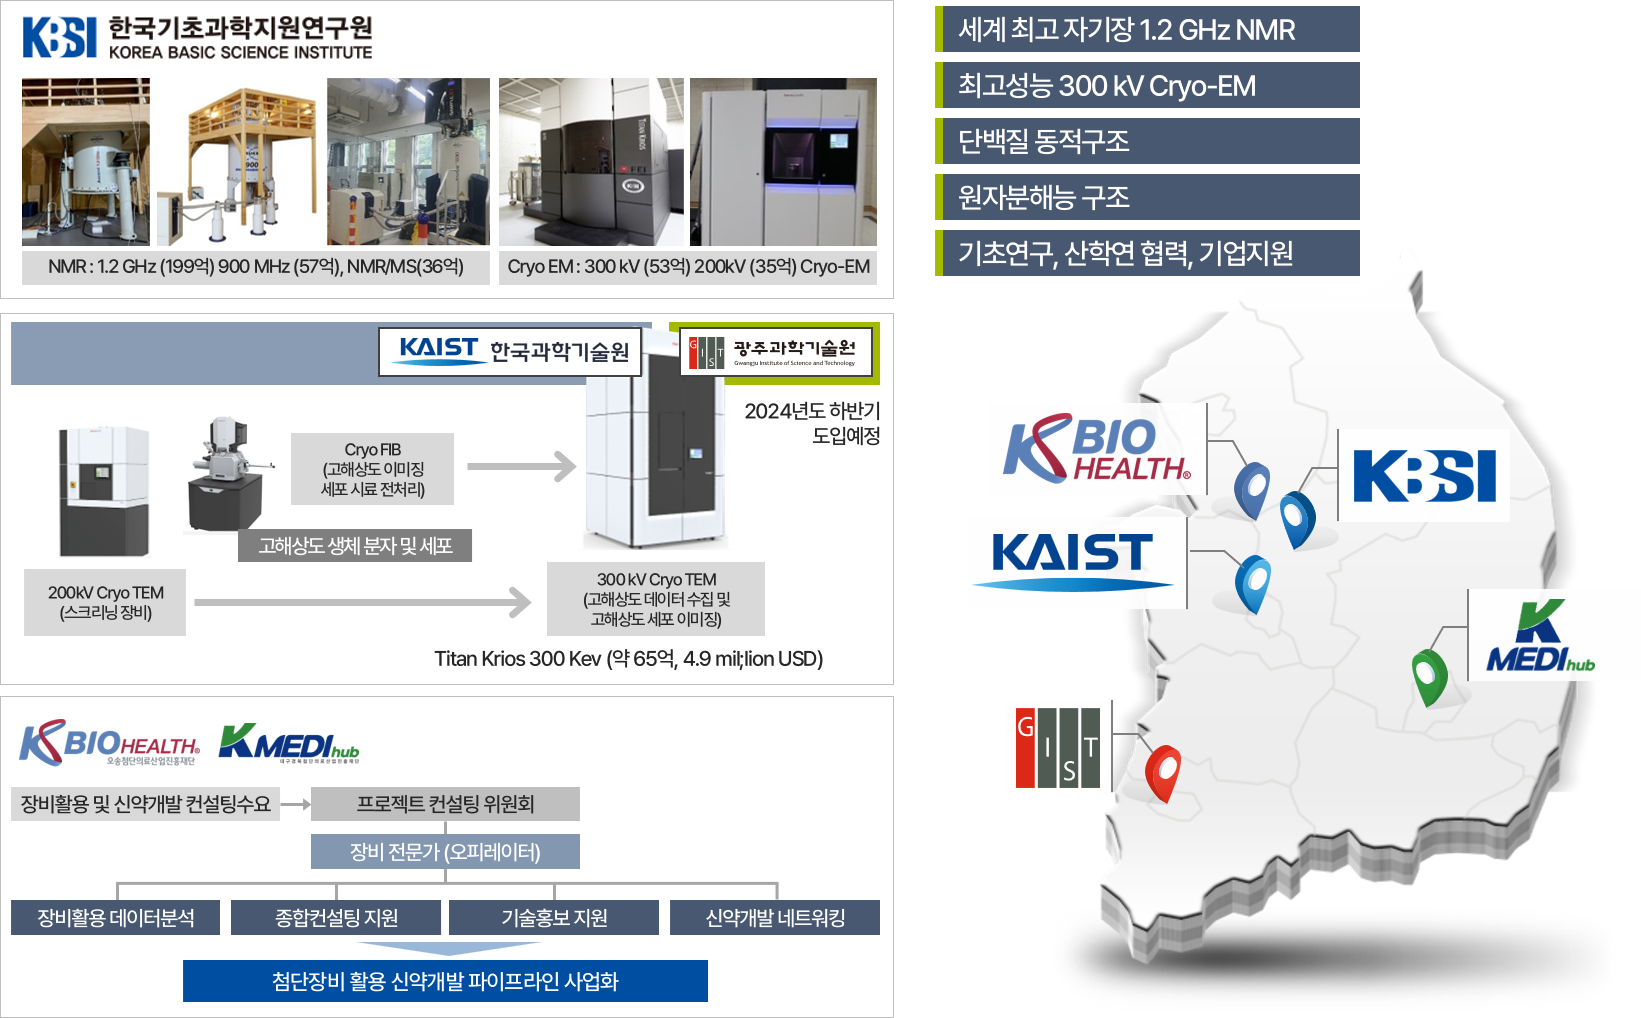 KBSI 한국기초과학지원연구원
KOREA BASIC SCIENCE INSTITUTE
900
TITAN KRIOS
FEI
KBSI
NMR : 1.2 GHz (199억) 900 MHz (57억), NMR/MS(36억)
Cryo EM : 300 kV (53억) 200kV (35억) Cryo-EM
KAIST 한국과학기술원
GIST 광주과학기술원
Gwangju Institute of Science and Technology
2024년도 하반기
도입예정
Cryo FIB
(고해상도 이미징
세포 시료 전처리)
고해상도 생체 분자 및 세포
200kV Cryo TEM
(스크리닝 장비)
300 kV Cryo TEM
(고해상도 데이터 수집 및
고해상도 세포 이미징)
Titan Krios 300 Kev (약 65억, 4.9 mil;lion USD)
KBIO HEALTH®
오송첨단의료산업진흥재단
K MEDI hub
대구경북첨단의료산업진흥재단
장비활용 및 신약개발 컨설팅수요
프로젝트 컨설팅 위원회
장비 전문가 (오피레이터)
장비활용 데이터분석
종합컨설팅 지원
기술홍보 지원
신약개발 네트워킹
첨단장비 활용 신약개발 파이프라인 사업화
세계 최고 자기장 1.2 GHz NMR
최고성능 300 kV Cryo-EM
단백질 동적구조
원자분해능 구조
기초연구, 산학연 협력, 기업지원
KBIO
HEALTH®
KBSI
KAIST
K
MEDI hub
GIST